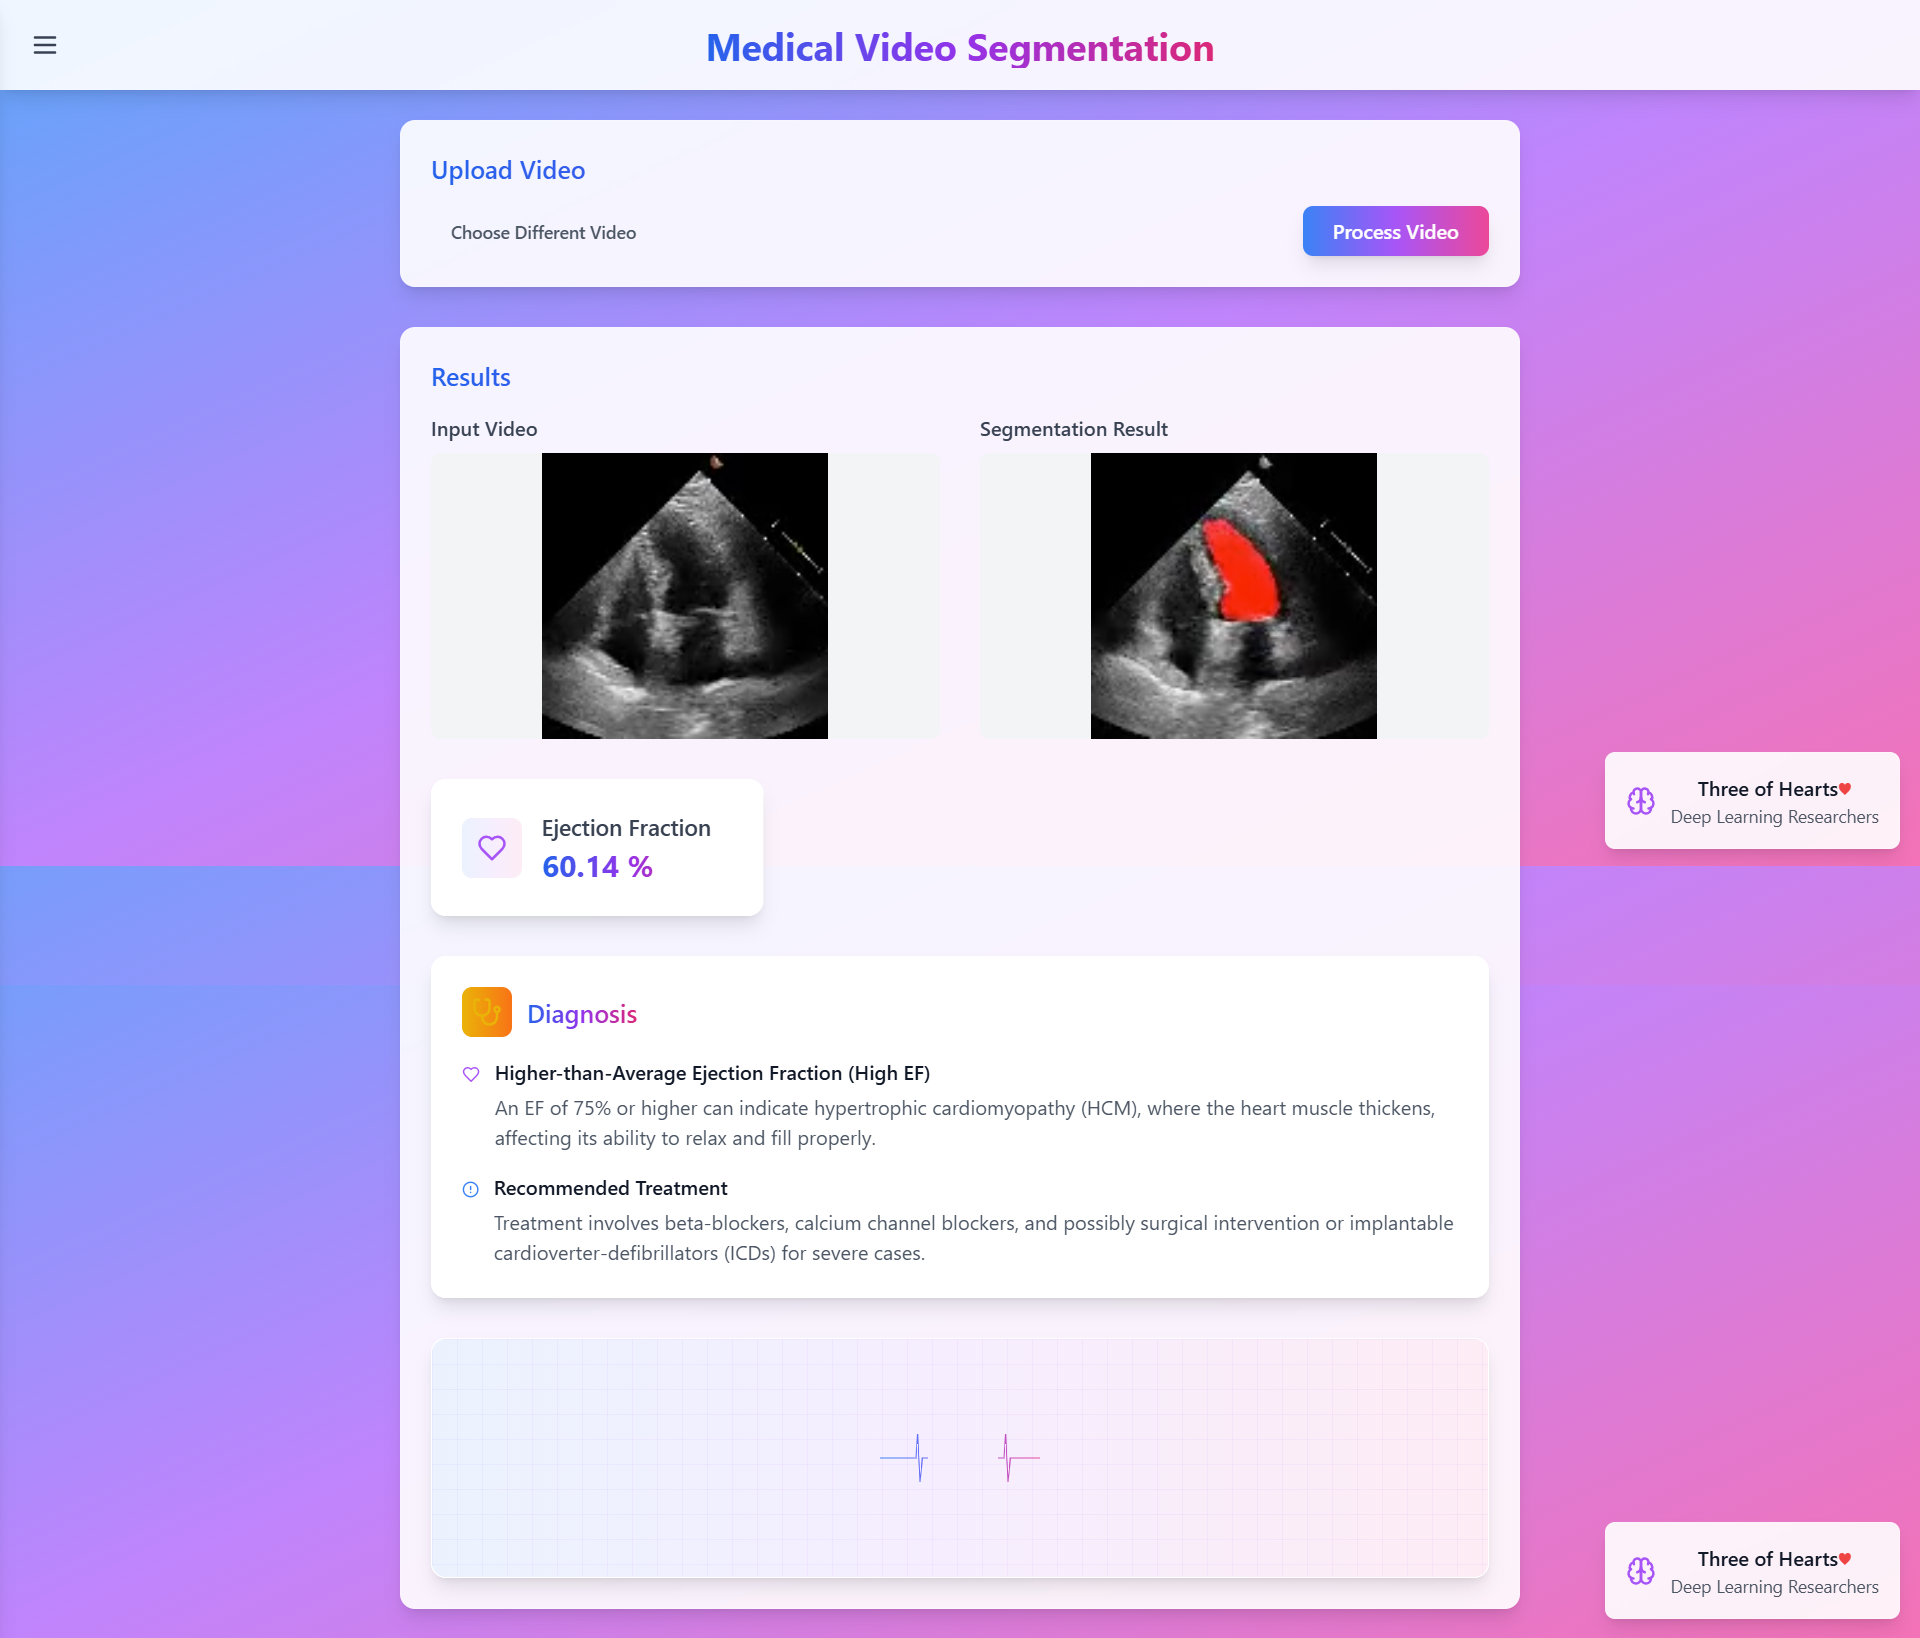 Medical Video Segmentation
Upload Video
Choose Different Video
Process Video
Results
Input Video
Segmentation Result
Three of Hearts♥
Deep Learning Researchers
Ejection Fraction
60.14 %
Diagnosis
Higher-than-Average Ejection Fraction (High EF)
An EF of 75% or higher can indicate hypertrophic cardiomyopathy (HCM), where the heart muscle thickens,
affecting its ability to relax and fill properly.
Recommended Treatment
Treatment involves beta-blockers, calcium channel blockers, and possibly surgical intervention or implantable
cardioverter-defibrillators (ICDs) for severe cases.
Three of Hearts♥
Deep Learning Researchers